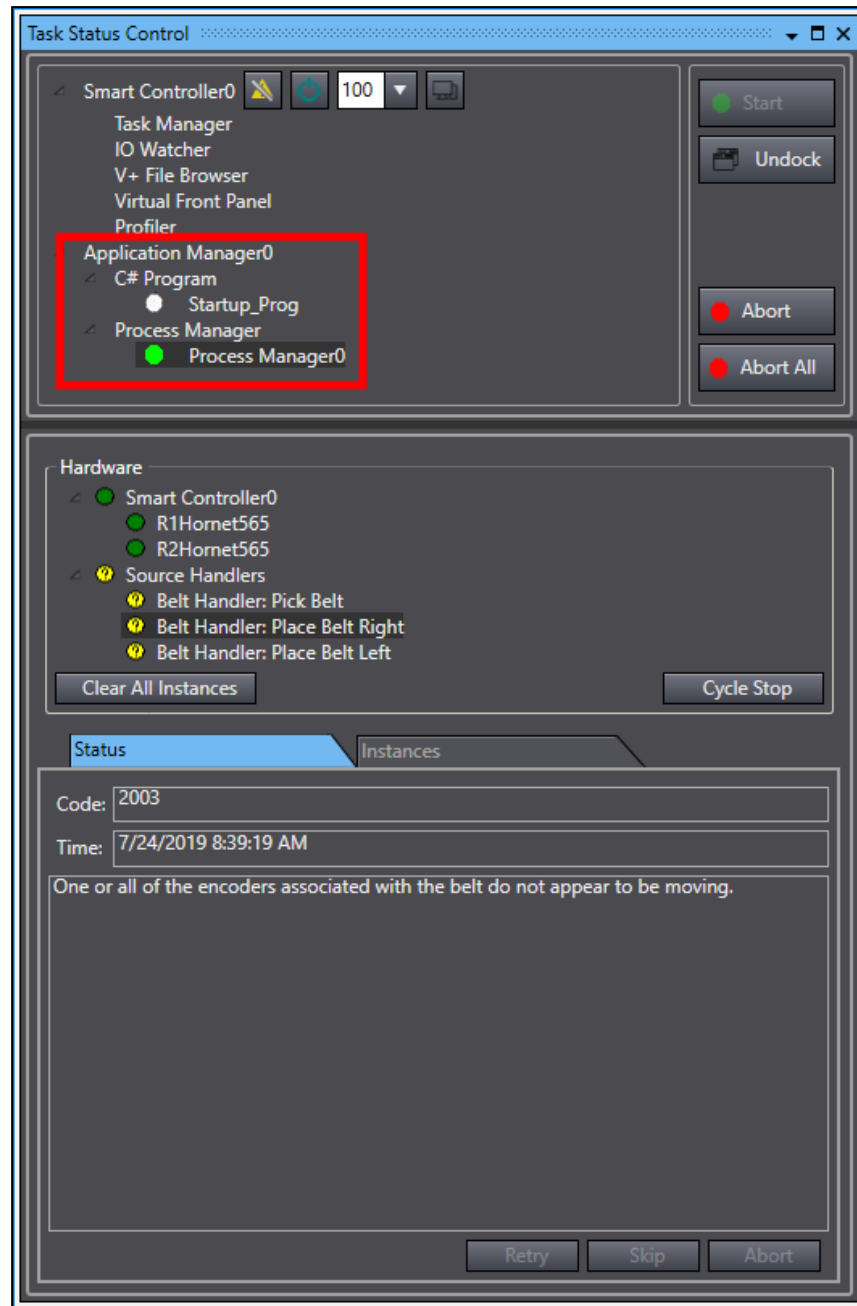 Task Status Control
Smart Controller0 100
Start
Task Manager
IO Watcher
Undock
V+ File Browser
Virtual Front Panel
Profiler
Application Manager0
C# Program
Startup_Prog
Abort
Process Manager
Process Manager0
Abort All
Hardware
Smart Controller0
R1Hornet565
R2Hornet565
Source Handlers
Belt Handler: Pick Belt
Belt Handler: Place Belt Right
Belt Handler: Place Belt Left
Clear All Instances Cycle Stop
Status Instances
Code: 2003
Time: 7/24/2019 8:39:19 AM
One or all of the encoders associated with the belt do not appear to be moving.
Retry Skip Abort